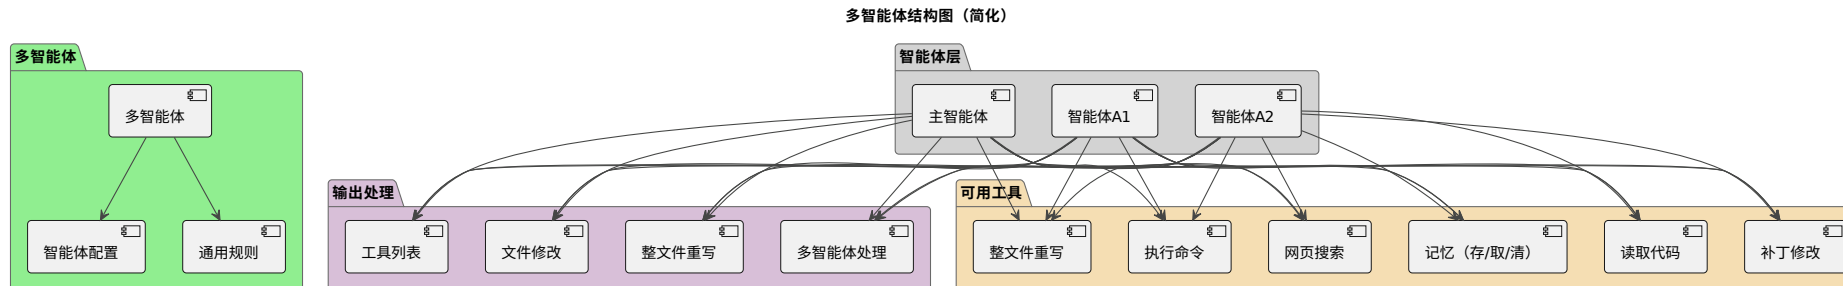 多智能体结构图（简化）
多智能体
多智能体
智能体配置
通用规则
智能体层
主智能体
智能体A1
智能体A2
输出处理
工具列表
文件修改
整文件重写
多智能体处理
可用工具
整文件重写
执行命令
网页搜索
记忆（存/取/清）
读取代码
补丁修改